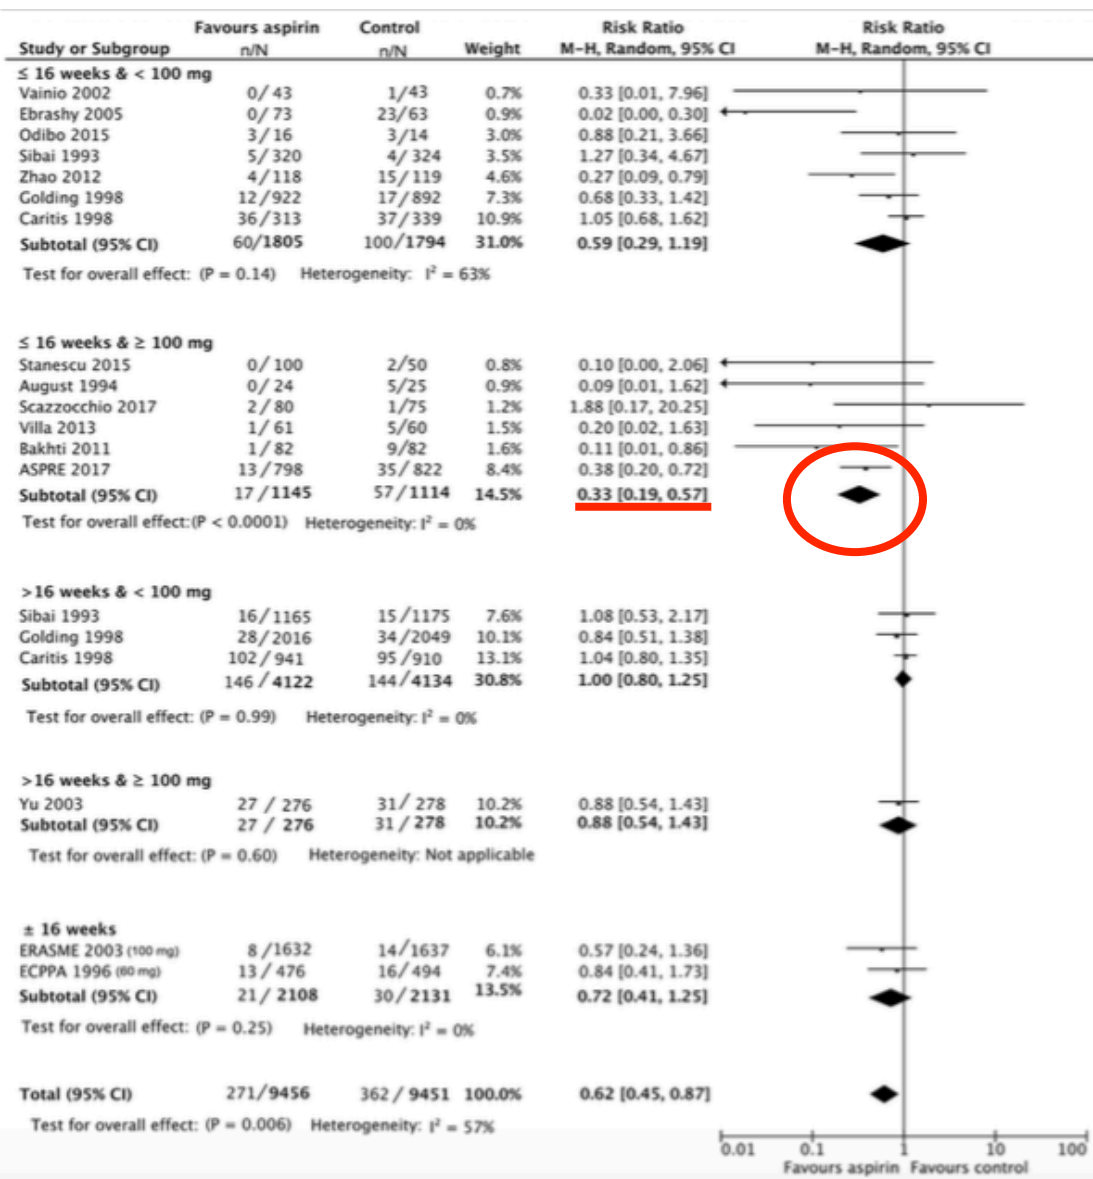 Favours aspirin Control Risk Ratio Risk Ratio
Study or Subgroup n/N n/N Weight M-H, Random, 95% CI M-H, Random, 95% CI
≤ 16 weeks & < 100 mg
Vainio 2002 0/ 43 1/43 0.7% 0.33 [0.01, 7.96]
Ebrashy 2005 0/ 73 23/63 0.9% 0.02 [0.00, 0.30]
Odibo 2015 3/ 16 3/14 3.0% 0.88 [0.21, 3.66]
Sibai 1993 5/ 320 4/ 324 3.5% 1.27 [0.34, 4.67]
Zhao 2012 4/118 15/119 4.6% 0.27 [0.09, 0.79]
Golding 1998 12/922 17/892 7.3% 0.68 [0.33, 1.42]
Caritis 1998 36/313 37/339 10.9% 1.05 [0.68, 1.62]
Subtotal (95% CI) 60/1805 100/1794 31.0% 0.59 [0.29, 1.19]
Test for overall effect: (P = 0.14) Heterogeneity: I² = 63%
≤ 16 weeks & ≥ 100 mg
Stanescu 2015 0/ 100 2/50 0.8% 0.10 [0.00, 2.06]
August 1994 0/ 24 5/25 0.9% 0.09 [0.01, 1.62]
Scazzocchio 2017 2/ 80 1/75 1.2% 1.88 [0.17, 20.25]
Villa 2013 1/ 61 5/60 1.5% 0.20 [0.02, 1.63]
Bakhti 2011 1/ 82 9/82 1.6% 0.11 [0.01, 0.86]
ASPRE 2017 13/798 35/822 8.4% 0.38 [0.20, 0.72]
Subtotal (95% CI) 17 /1145 57/1114 14.5% 0.33 [0.19, 0.57]
Test for overall effect:(P < 0.0001) Heterogeneity: I² = 0%
>16 weeks & < 100 mg
Sibai 1993 16/1165 15/1175 7.6% 1.08 [0.53, 2.17]
Golding 1998 28/2016 34/2049 10.1% 0.84 [0.51, 1.38]
Caritis 1998 102/ 941 95/ 910 13.1% 1.04 [0.80, 1.35]
Subtotal (95% CI) 146 / 4122 144/ 4134 30.8% 1.00 [0.80, 1.25]
Test for overall effect: (P = 0.99) Heterogeneity: I² = 0%
>16 weeks & ≥ 100 mg
Yu 2003 27 / 276 31/ 278 10.2% 0.88 [0.54, 1.43]
Subtotal (95% CI) 27 / 276 31 / 278 10.2% 0.88 [0.54, 1.43]
Test for overall effect: (P = 0.60) Heterogeneity: Not applicable
± 16 weeks
ERASME 2003 (100 mg) 8 /1632 14/1637 6.1% 0.57 [0.24, 1.36]
ECPPA 1996 (60 mg) 13 / 476 16/ 494 7.4% 0.84 [0.41, 1.73]
Subtotal (95% CI) 21 / 2108 30 / 2131 13.5% 0.72 [0.41, 1.25]
Test for overall effect: (P = 0.25) Heterogeneity: I² = 0%
Total (95% CI) 271/9456 362 / 9451 100.0% 0.62 [0.45, 0.87]
Test for overall effect: (P = 0.006) Heterogeneity: I² = 57%
0.01 0.1 1 10 100
Favours aspirin Favours control